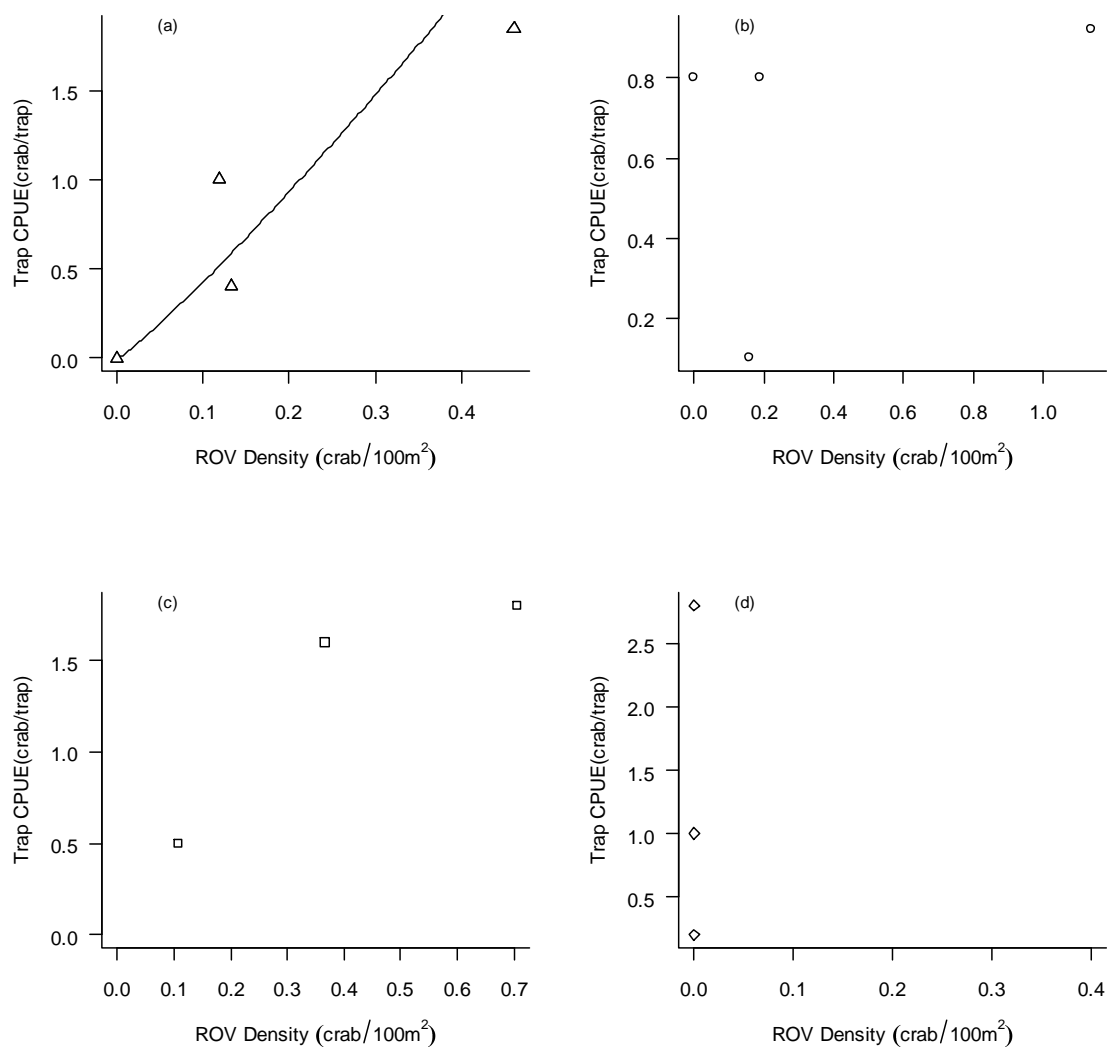 (a)
Trap CPUE(crab/trap)
1.5
1.0
0.5
0.0
0.0 0.1 0.2 0.3 0.4
ROV Density (crab/100m²)
(b)
Trap CPUE(crab/trap)
0.8
0.6
0.4
0.2
0.0 0.2 0.4 0.6 0.8 1.0
ROV Density (crab/100m²)
(c)
Trap CPUE(crab/trap)
1.5
1.0
0.5
0.0
0.0 0.1 0.2 0.3 0.4 0.5 0.6 0.7
ROV Density (crab/100m²)
(d)
Trap CPUE(crab/trap)
2.5
2.0
1.5
1.0
0.5
0.0 0.1 0.2 0.3 0.4
ROV Density (crab/100m²)